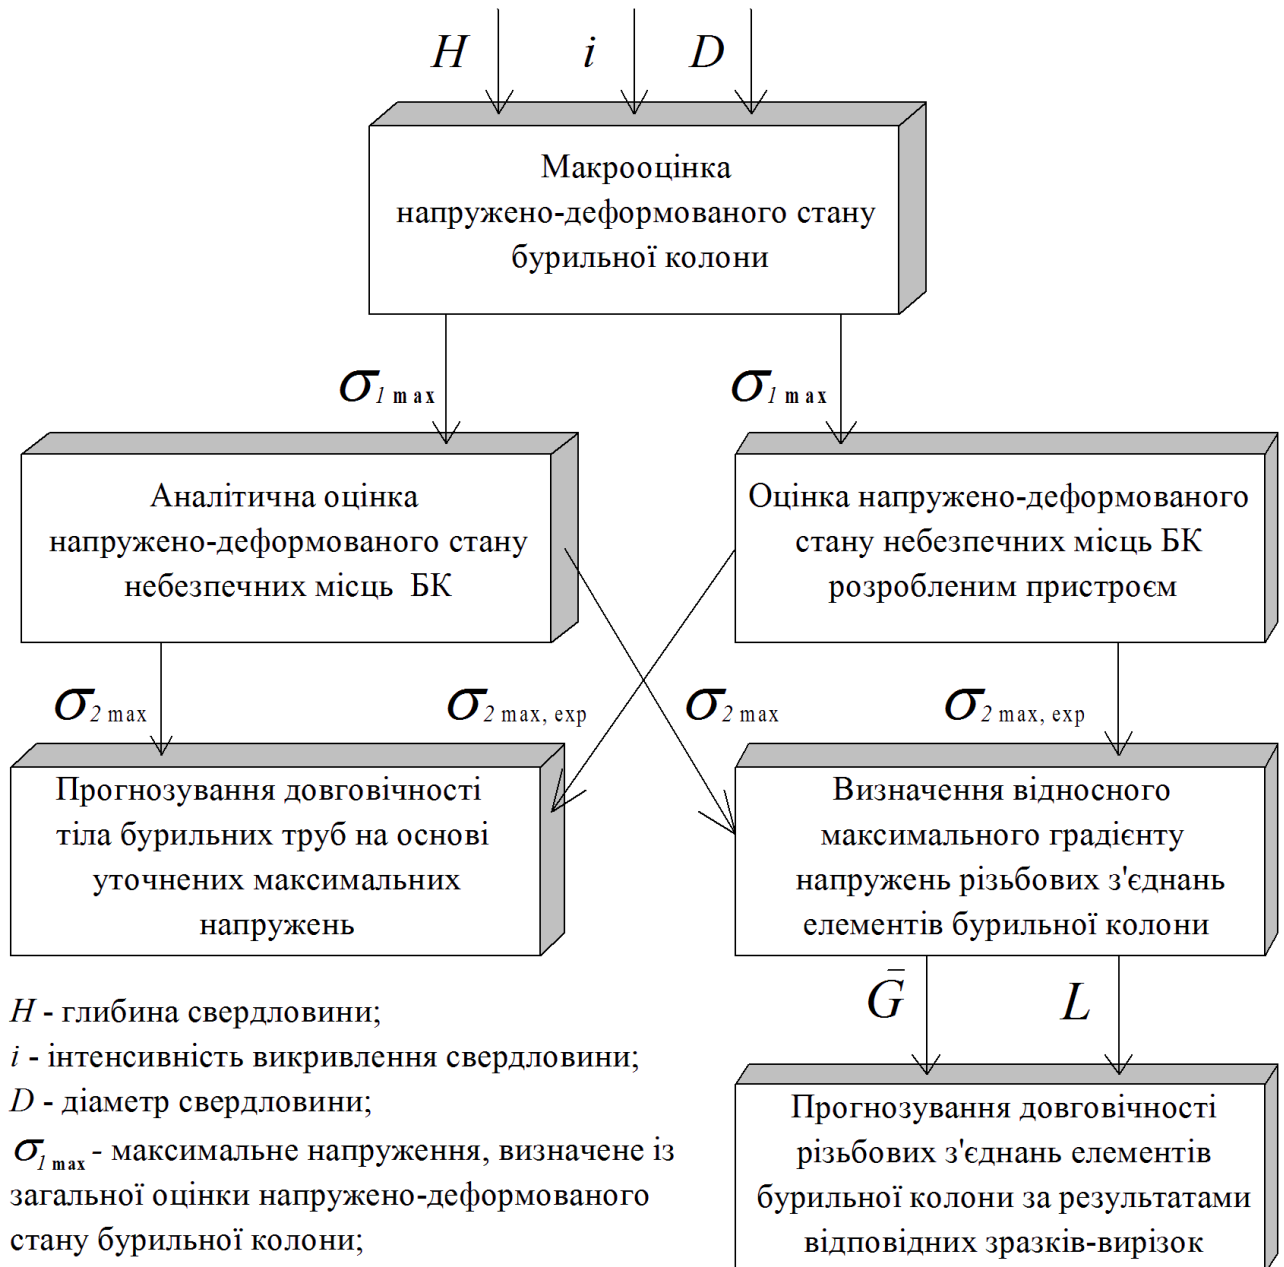 H i D
Макрооцінка
напружено-деформованого стану
бурильної колони
σ1 max σ1 max
Аналітична оцінка
напружено-деформованого стану
небезпечних місць БК
Оцінка напружено-деформованого
стану небезпечних місць БК
розробленим пристроєм
σ2 max σ2 max, exp σ2 max σ2 max, exp
Прогнозування довговічності
тіла бурильних труб на основі
уточнених максимальних
напружень
Визначення відносного
максимального градієнту
напружень різьбових з'єднань
елементів бурильної колони
G̅ L
H - глибина свердловини;
i - інтенсивність викривлення свердловини;
D - діаметр свердловини;
σ1 max - максимальне напруження, визначене із
загальної оцінки напружено-деформованого
стану бурильної колони;
Прогнозування довговічності
різьбових з'єднань елементів
бурильної колони за результатами
відповідних зразків-вирізок